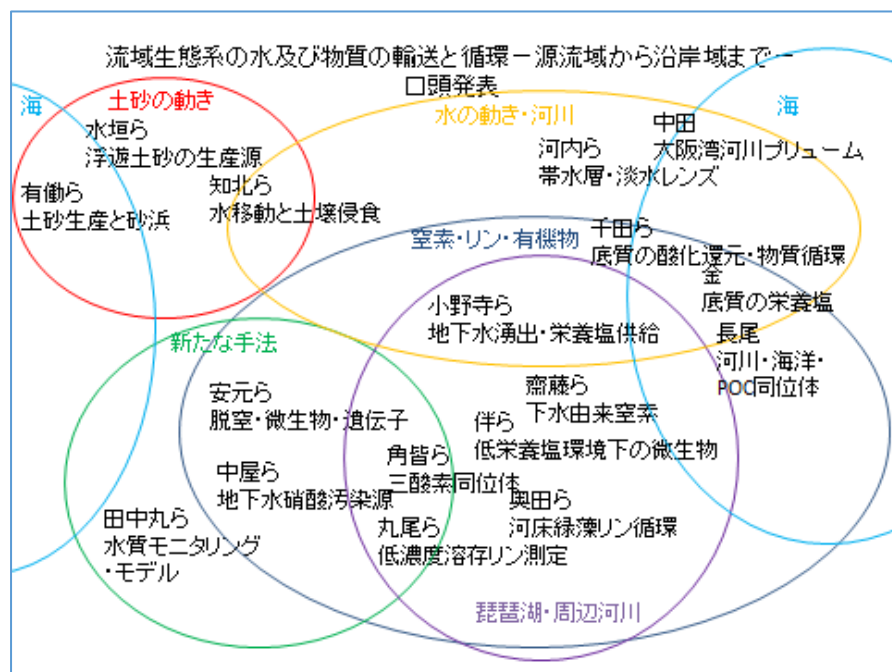 流域生態系の水及び物質の輸送と循環－源流域から沿岸域まで－
口頭発表
海
土砂の動き
水の動き・河川
海
水垣ら
浮遊土砂の生産源
有働ら
土砂生産と砂浜
知北ら
水移動と土壌侵食
河内ら
帯水層・淡水レンズ
中田
大阪湾河川プリューム
窒素・リン・有機物
千田ら
底質の酸化還元・物質循環
金
底質の栄養塩
長尾
河川・海洋・
POC同位体
小野寺ら
地下水湧出・栄養塩供給
新たな手法
安元ら
脱窒・微生物・遺伝子
齋藤ら
下水由来窒素
伴ら
低栄養塩環境下の微生物
中屋ら
地下水硝酸汚染源
角皆ら
三酸素同位体
奥田ら
河床緑藻リン循環
田中丸ら
水質モニタリング
・モデル
丸尾ら
低濃度溶存リン測定
琵琶湖・周辺河川